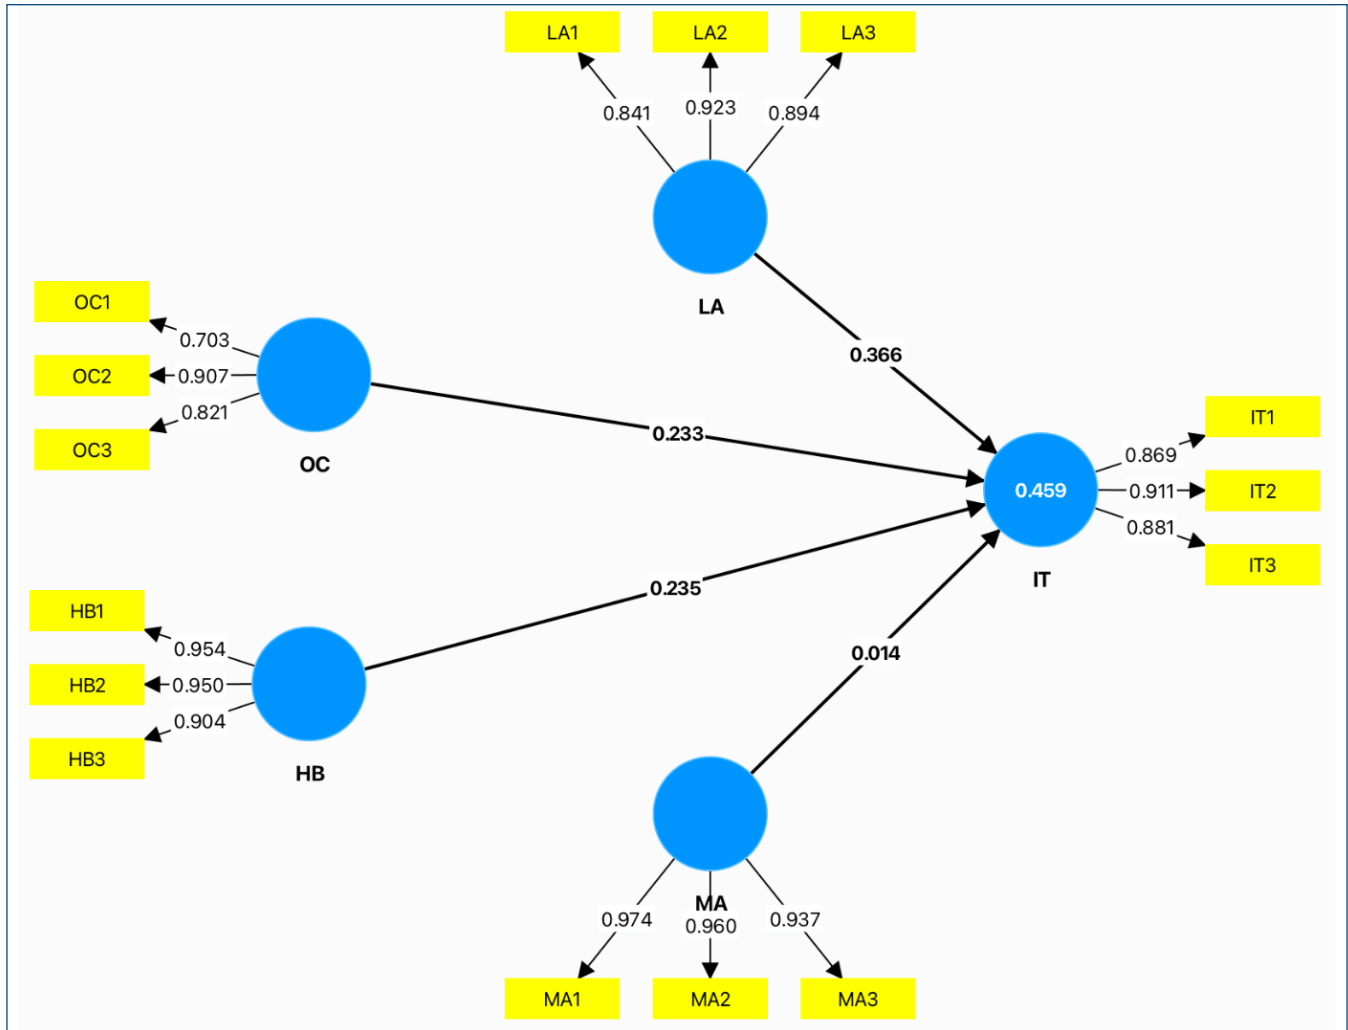 LA1 LA2 LA3
0.841 0.923 0.894
LA
OC1
OC2
OC3
0.703
0.907
0.821
OC
0.366
0.233
0.235
0.014
HB1
HB2
HB3
0.954
0.950
0.904
HB
0.459
IT
0.869
0.911
0.881
IT1
IT2
IT3
MA
0.974 0.960 0.937
MA1 MA2 MA3